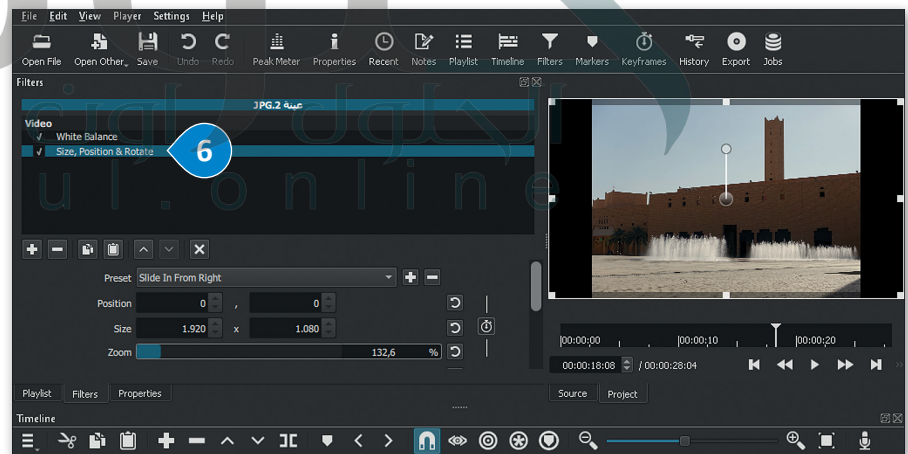 File Edit View Player Settings Help
Open File Open Other Save Undo Redo Peak Meter Properties Recent Notes Playlist Timeline Filters Markers Keyframes History Export Jobs
Filters
عينة 2.JPG
Video
✓ White Balance
✓ Size, Position & Rotate
6
Preset Slide In From Right
Position 0 , 0
Size 1.920 x 1.080
Zoom 132,6 %
00:00:00 00:00:10 00:00:20
00:00:18:08 / 00:00:28:04
Playlist Filters Properties
Source Project
Timeline
ul.online